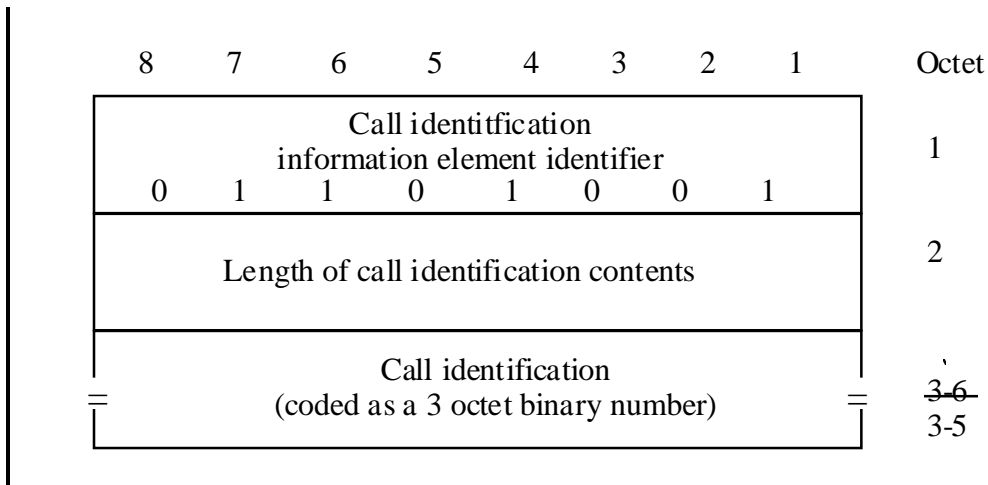 8 7 6 5 4 3 2 1 Octet
Call identitfication
information element identifier
1
0 1 1 0 1 0 0 1
Length of call identification contents
2
Call identification
(coded as a 3 octet binary number)
= =
3-6
3-5